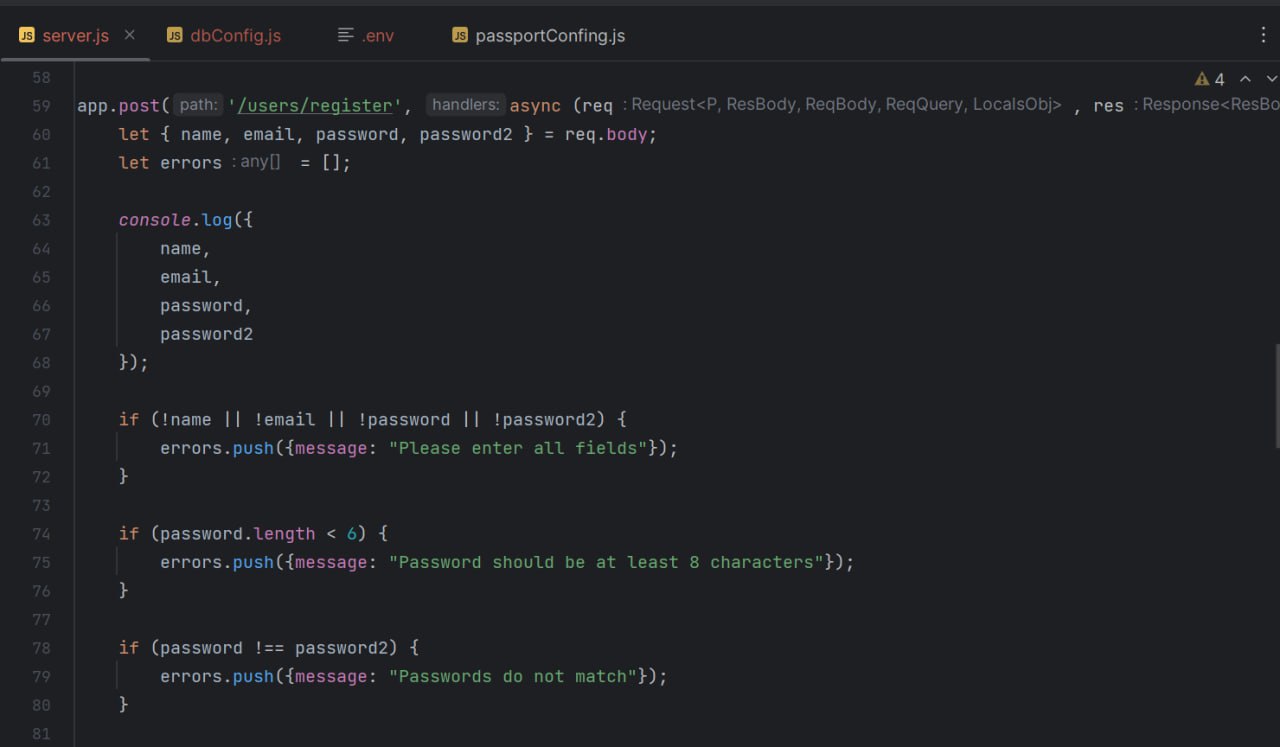 JS server.js × JS dbConfig.js .env JS passportConfing.js
58 4
59 app.post( path: '/users/register', handlers: async (req : Request<P, ResBody, ReqBody, ReqQuery, LocalsObj> , res : Response<ResBo
60 let { name, email, password, password2 } = req.body;
61 let errors : any[] = [];
62
63 console.log({
64 name,
65 email,
66 password,
67 password2
68 });
69
70 if (!name || !email || !password || !password2) {
71 errors.push({message: "Please enter all fields"});
72 }
73
74 if (password.length < 6) {
75 errors.push({message: "Password should be at least 8 characters"});
76 }
77
78 if (password !== password2) {
79 errors.push({message: "Passwords do not match"});
80 }
81